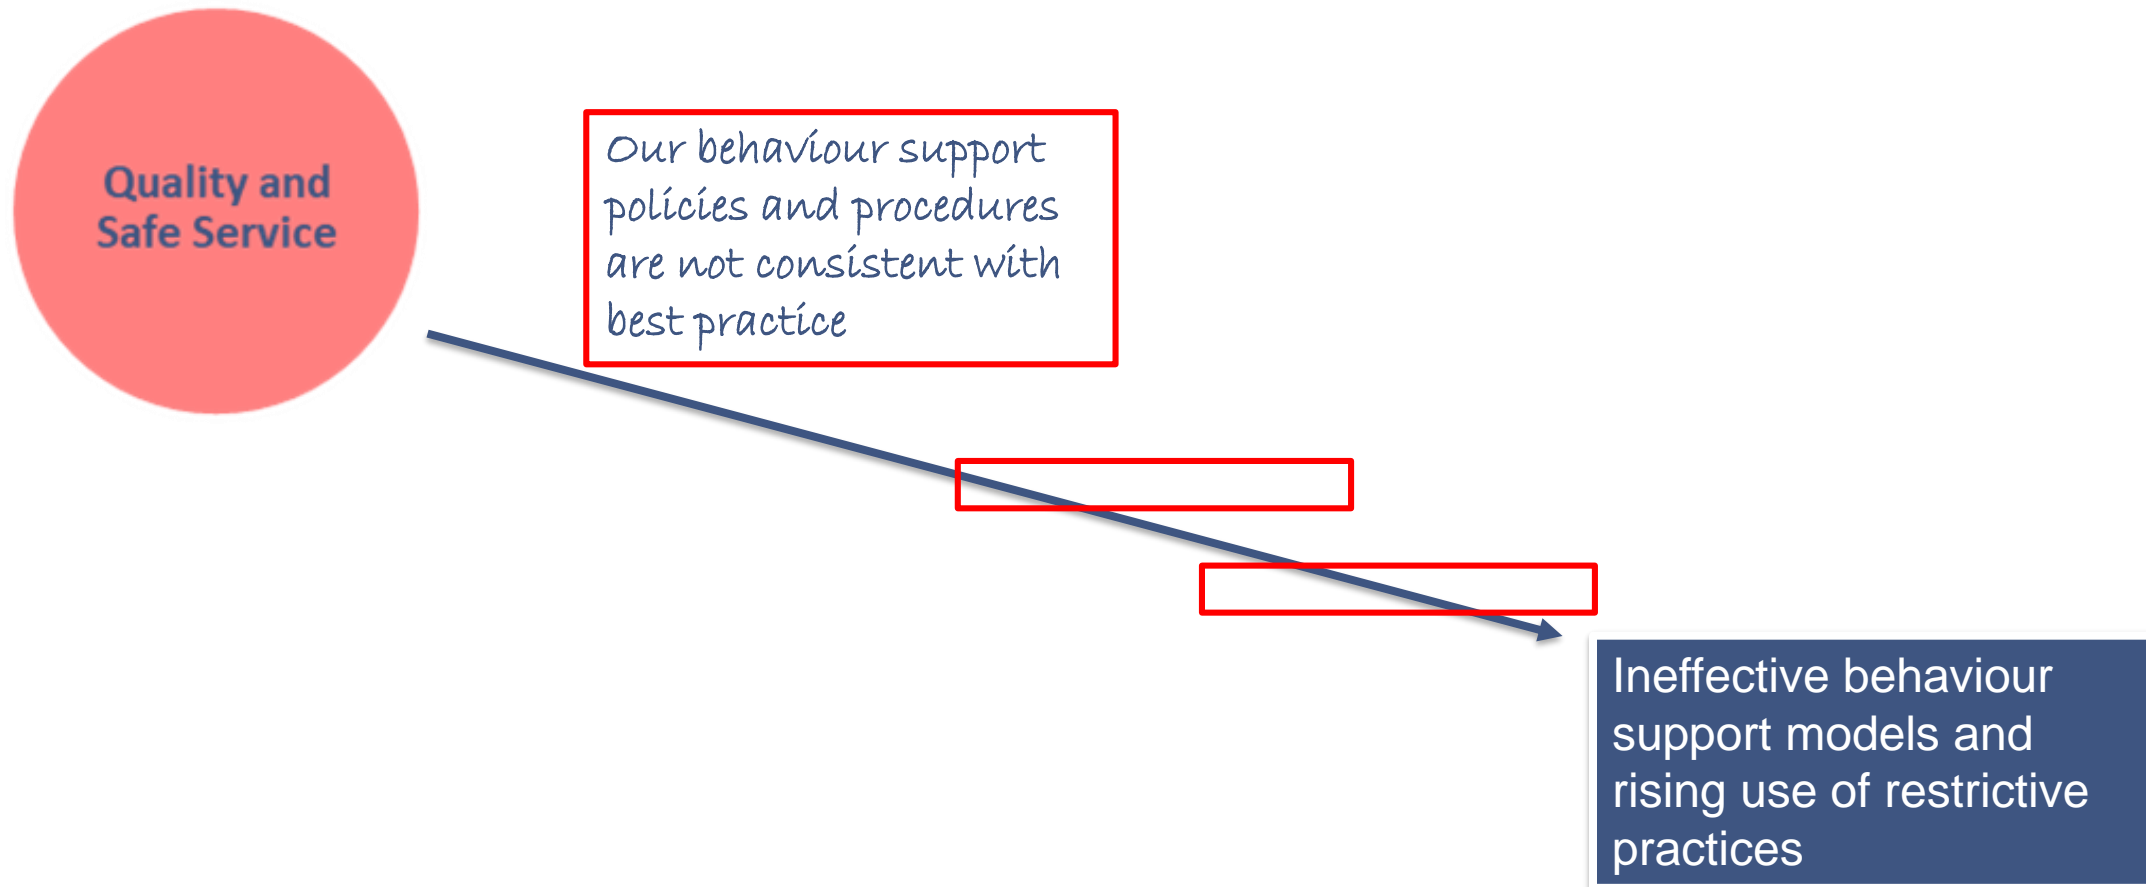 Quality and
Safe Service
Our behaviour support
policies and procedures
are not consistent with
best practice
Ineffective behaviour
support models and
rising use of restrictive
practices